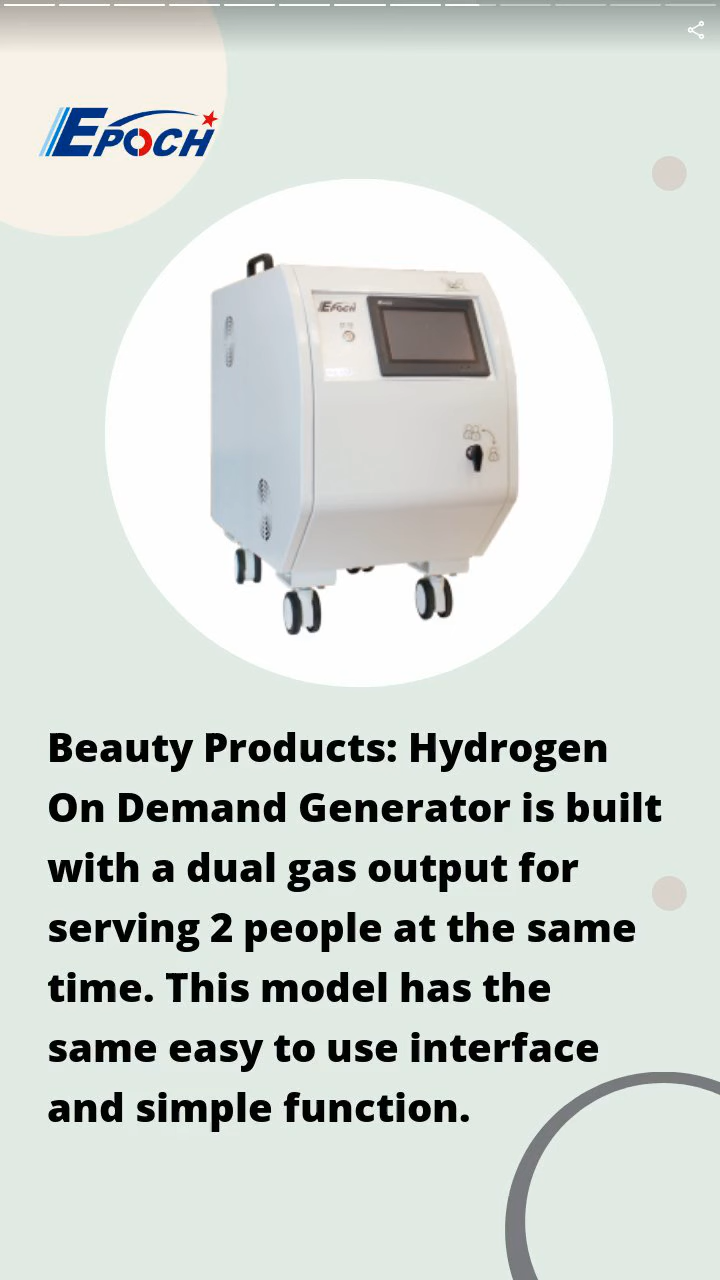 EPOCH
EPOCH
Beauty Products: Hydrogen
On Demand Generator is built
with a dual gas output for
serving 2 people at the same
time. This model has the
same easy to use interface
and simple function.